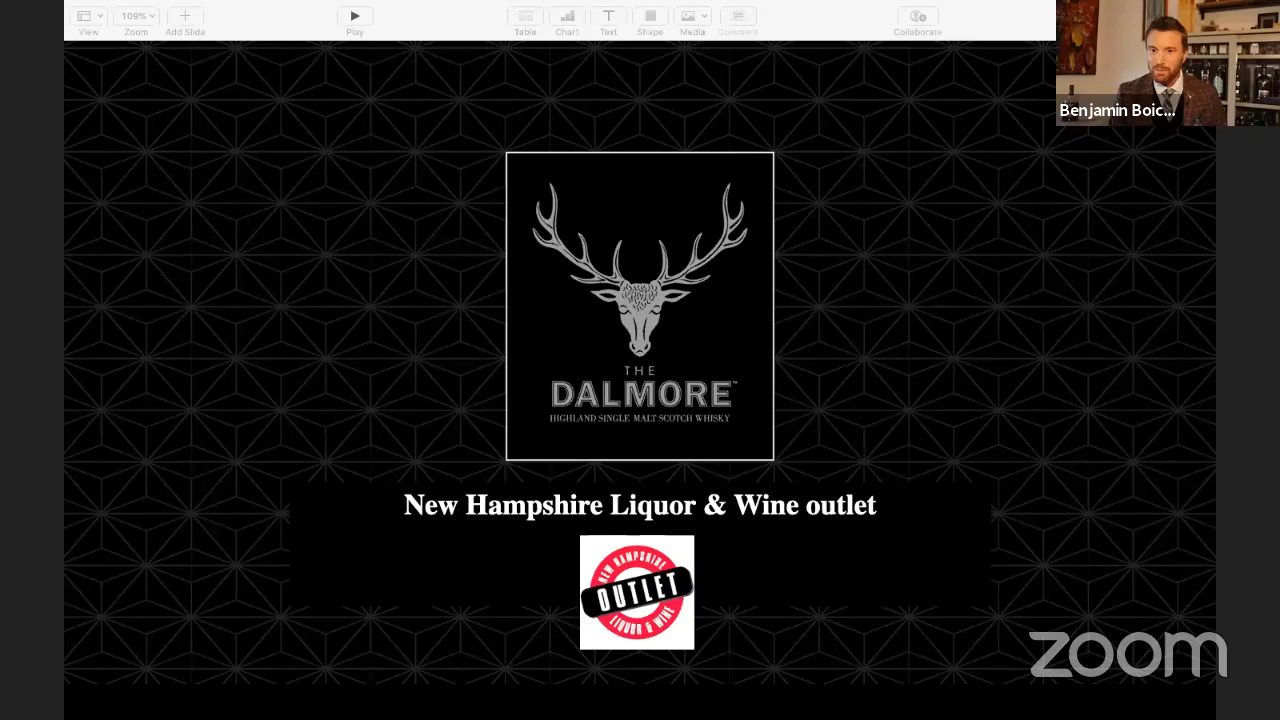 109%
View
Zoom
Add Slide
Play
Table
Chart
Text
Shape
Media
Comment
Collaborate
Benjamin Boic...
THE
DALMORE™
HIGHLAND SINGLE MALT SCOTCH WHISKY
New Hampshire Liquor & Wine outlet
NEW HAMPSHIRE
OUTLET
LIQUOR & WINE
zoom